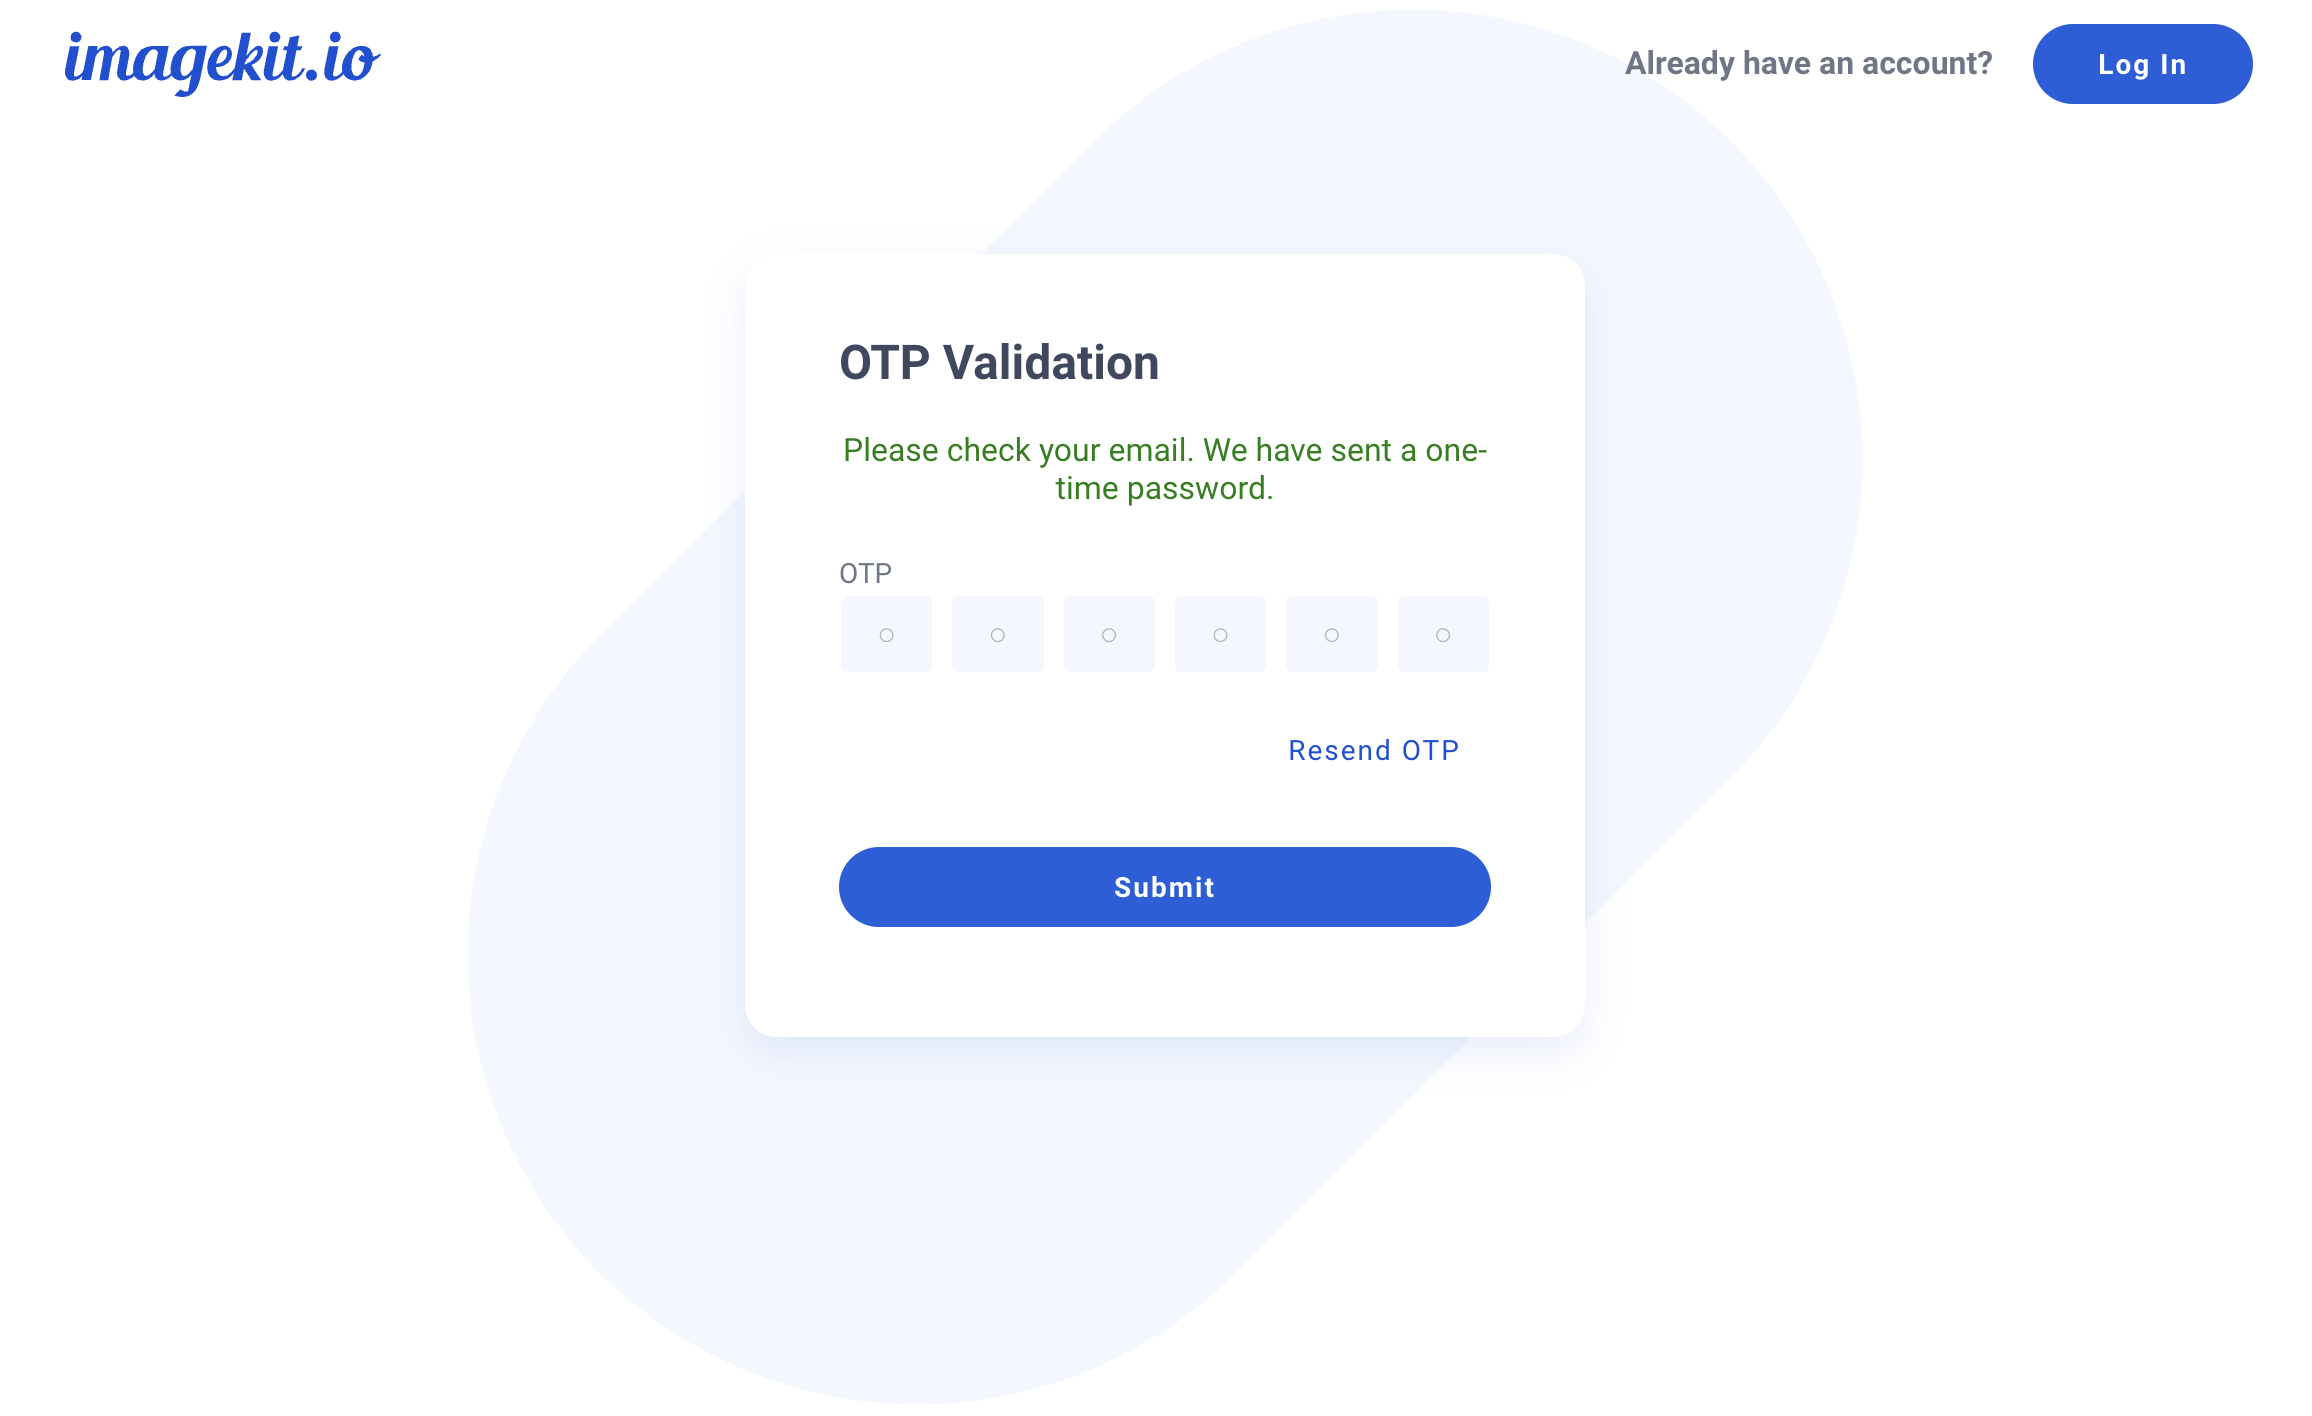 imagekit.io
Already have an account?
Log In
OTP Validation
Please check your email. We have sent a one-
time password.
OTP
Resend OTP
Submit